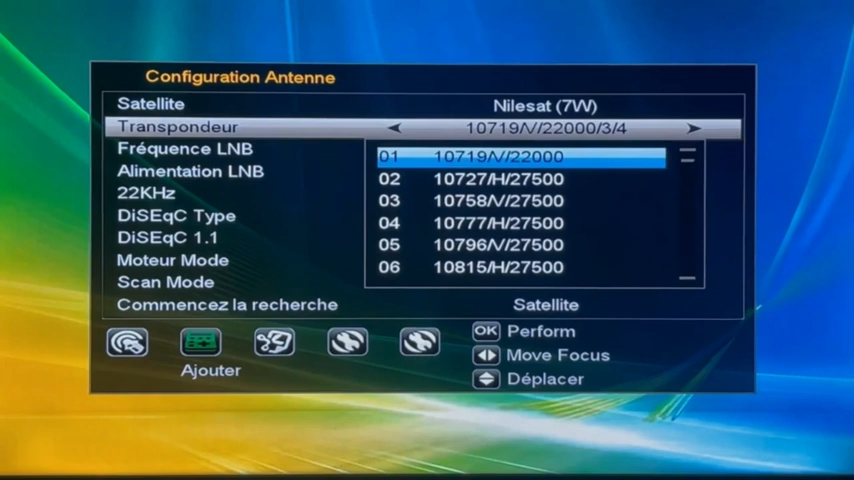 Configuration Antenne
Satellite Nilesat (7W)
Transpondeur 10719/V/22000/3/4
Fréquence LNB
01 10719/V/22000
Alimentation LNB
02 10727/H/27500
22KHz
03 10758/V/27500
DiSEqC Type
04 10777/V/27500
DiSEqC 1.1
05 10796/V/27500
Moteur Mode
06 10815/H/27500
Scan Mode
Commencez la recherche Satellite
OK Perform
Move Focus
Ajouter
Déplacer